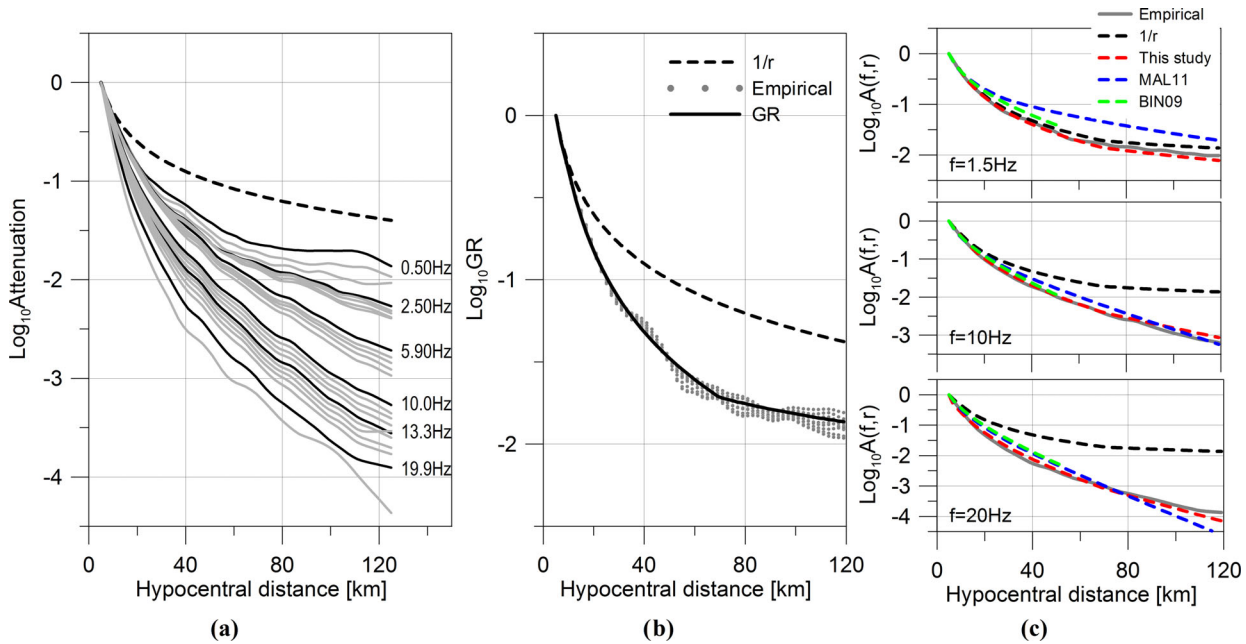 0
-1
-2
-3
-4
Log10Attenuation
0.50Hz
2.50Hz
5.90Hz
10.0Hz
13.3Hz
19.9Hz
0 40 80 120
Hypocentral distance [km]
(a)
1/r
Empirical
GR
0
-1
-2
Log10GR
0 40 80 120
Hypocentral distance [km]
(b)
Empirical
1/r
This study
MAL11
BIN09
0
-1
-2
Log10A(f,r)
f=1.5Hz
0
-1
-2
-3
Log10A(f,r)
f=10Hz
0
-1
-2
-3
-4
Log10A(f,r)
f=20Hz
0 40 80 120
Hypocentral distance [km]
(c)